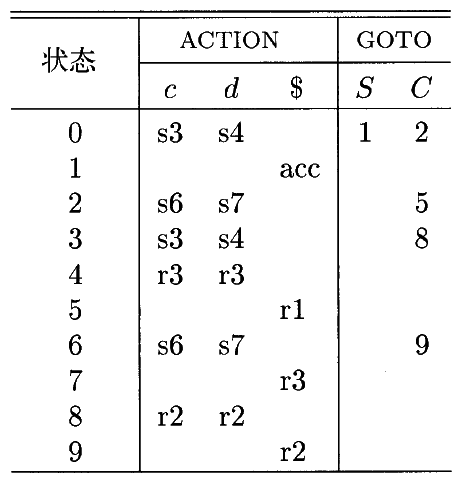 状态 ACTION GOTO
c d $ S C
0 s3 s4 1 2
1 acc
2 s6 s7 5
3 s3 s4 8
4 r3 r3
5 r1
6 s6 s7 9
7 r3
8 r2 r2
9 r2